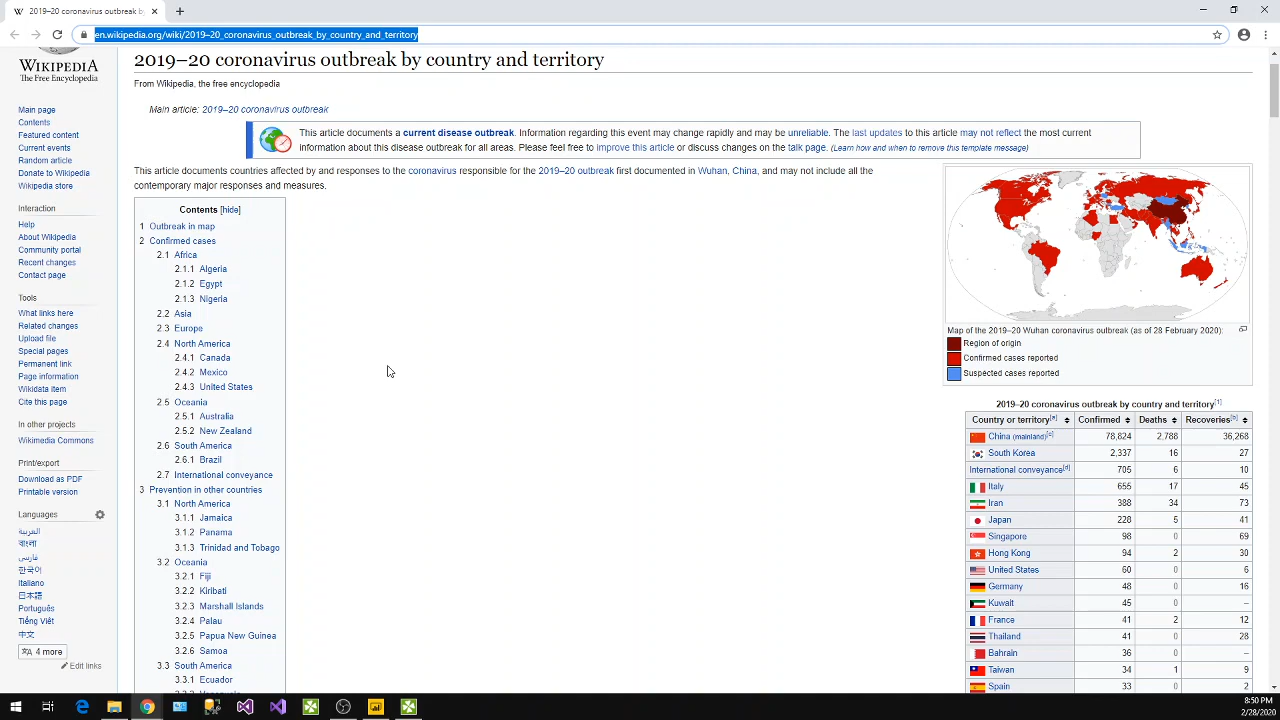 2019–20 coronavirus outbreak by
en.wikipedia.org/wiki/2019–20_coronavirus_outbreak_by_country_and_territory
WIKIPEDIA
The Free Encyclopedia
Main page
Contents
Featured content
Current events
Random article
Donate to Wikipedia
Wikipedia store
Interaction
Help
About Wikipedia
Community portal
Recent changes
Contact page
Tools
What links here
Related changes
Upload file
Special pages
Permanent link
Page information
Wikidata item
Cite this page
In other projects
Wikimedia Commons
Print/export
Download as PDF
Printable version
Languages
العربية
বাংলা
فارسی
한국어
Italiano
日本語
Português
Tiếng Việt
中文
4 more
Edit links
2019–20 coronavirus outbreak by country and territory
From Wikipedia, the free encyclopedia
Main article: 2019–20 coronavirus outbreak
This article documents a current disease outbreak. Information regarding this event may change rapidly and may be unreliable. The last updates to this article may not reflect the most current
information about this disease outbreak for all areas. Please feel free to improve this article or discuss changes on the talk page. (Learn how and when to remove this template message)
This article documents countries affected by and responses to the coronavirus responsible for the 2019–20 outbreak first documented in Wuhan, China, and may not include all the
contemporary major responses and measures.
Contents [hide]
1 Outbreak in map
2 Confirmed cases
2.1 Africa
2.1.1 Algeria
2.1.2 Egypt
2.1.3 Nigeria
2.2 Asia
2.3 Europe
2.4 North America
2.4.1 Canada
2.4.2 Mexico
2.4.3 United States
2.5 Oceania
2.5.1 Australia
2.5.2 New Zealand
2.6 South America
2.6.1 Brazil
2.7 International conveyance
3 Prevention in other countries
3.1 North America
3.1.1 Jamaica
3.1.2 Panama
3.1.3 Trinidad and Tobago
3.2 Oceania
3.2.1 Fiji
3.2.2 Kiribati
3.2.3 Marshall Islands
3.2.4 Palau
3.2.5 Papua New Guinea
3.2.6 Samoa
3.3 South America
3.3.1 Ecuador
Map of the 2019–20 Wuhan coronavirus outbreak (as of 28 February 2020):
Region of origin
Confirmed cases reported
Suspected cases reported
2019–20 coronavirus outbreak by country and territory[1]
Country or territory[a] Confirmed Deaths Recoveries[b]
China (mainland)[c] 78,824 2,788 36,268
South Korea 2,337 16 27
International conveyance[d] 705 6 10
Italy 655 17 45
Iran 388 34 73
Japan 228 5 41
Singapore 98 0 69
Hong Kong 94 2 30
United States 60 0 6
Germany 48 0 16
Kuwait 45 0 –
France 41 2 12
Thailand 41 0 28
Bahrain 36 0 –
Taiwan 34 1 9
Spain 33 0 2
8:50 PM
2/28/2020